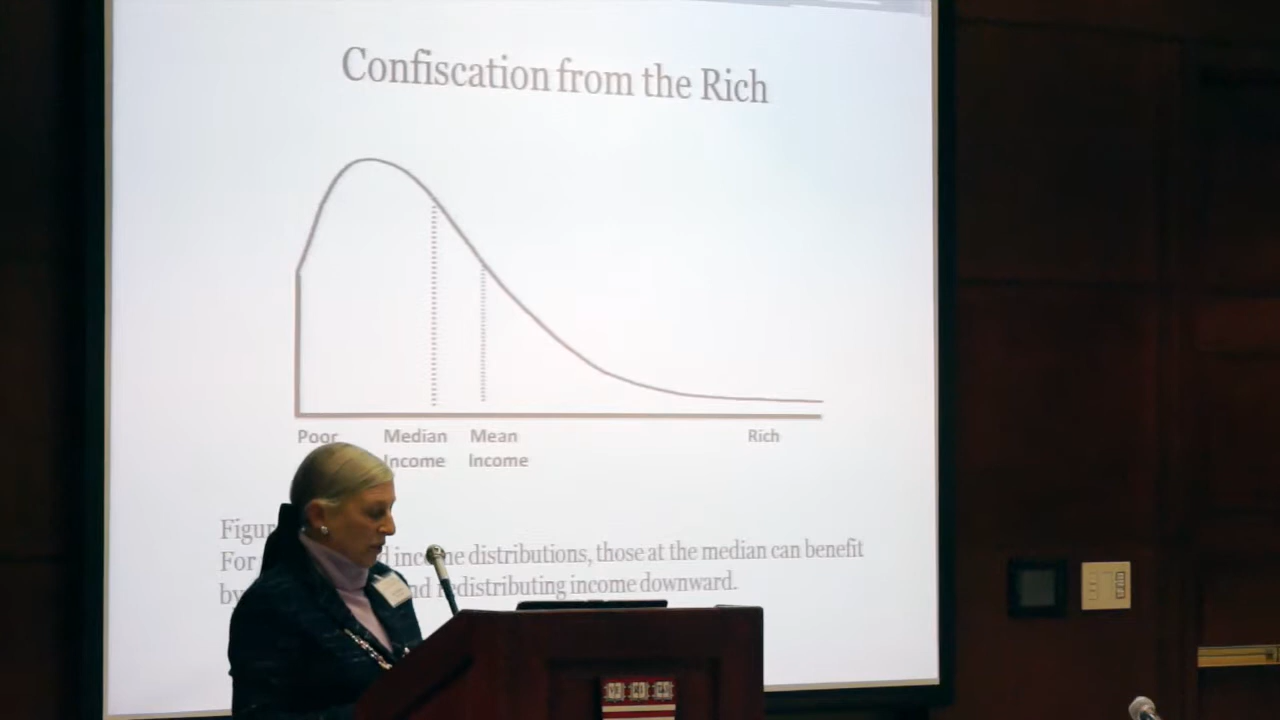 Confiscation from the Rich
Poor Median Mean Rich
Income Income
Figur
For income distributions, those at the median can benefit
by nd redistributing income downward.